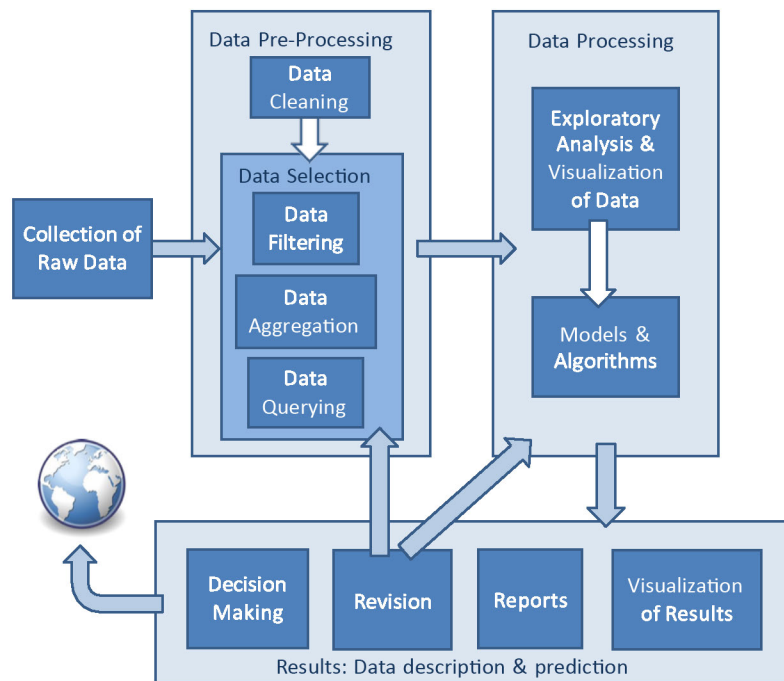 Data Pre-Processing
Data
Cleaning
Data Selection
Data
Filtering
Data
Aggregation
Data
Querying
Collection of
Raw Data
Data Processing
Exploratory
Analysis &
Visualization
of Data
Models &
Algorithms
Decision
Making
Revision
Reports
Visualization
of Results
Results: Data description & prediction